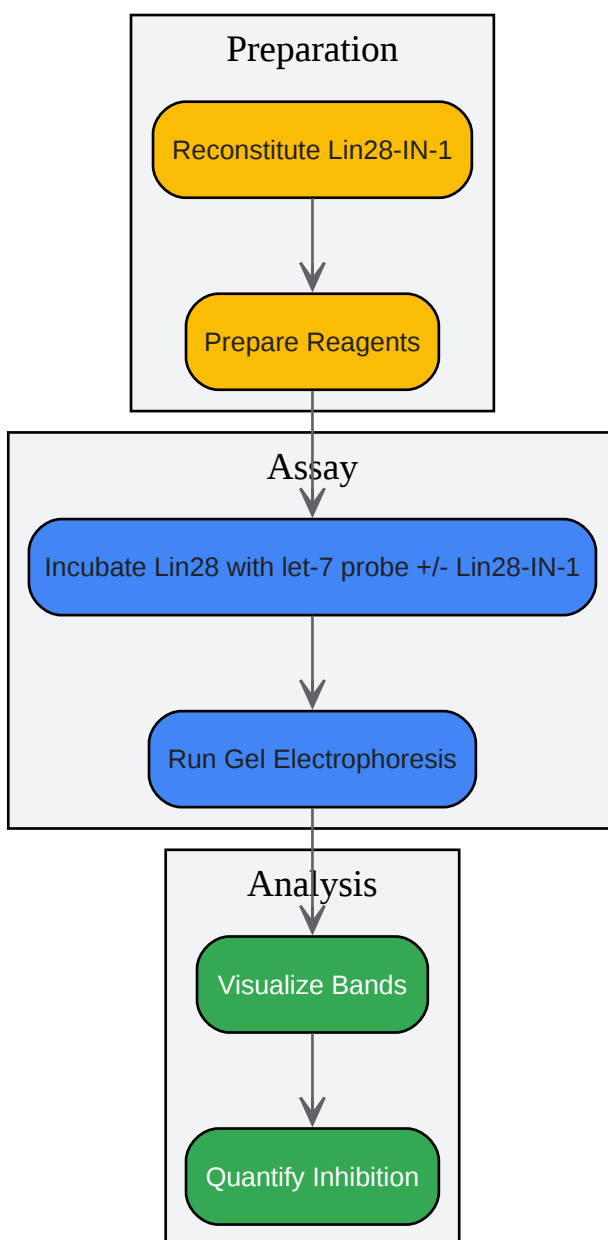 Preparation
Reconstitute Lin28-IN-1
Prepare Reagents
Assay
Incubate Lin28 with let-7 probe +/- Lin28-IN-1
Run Gel Electrophoresis
Analysis
Visualize Bands
Quantify Inhibition